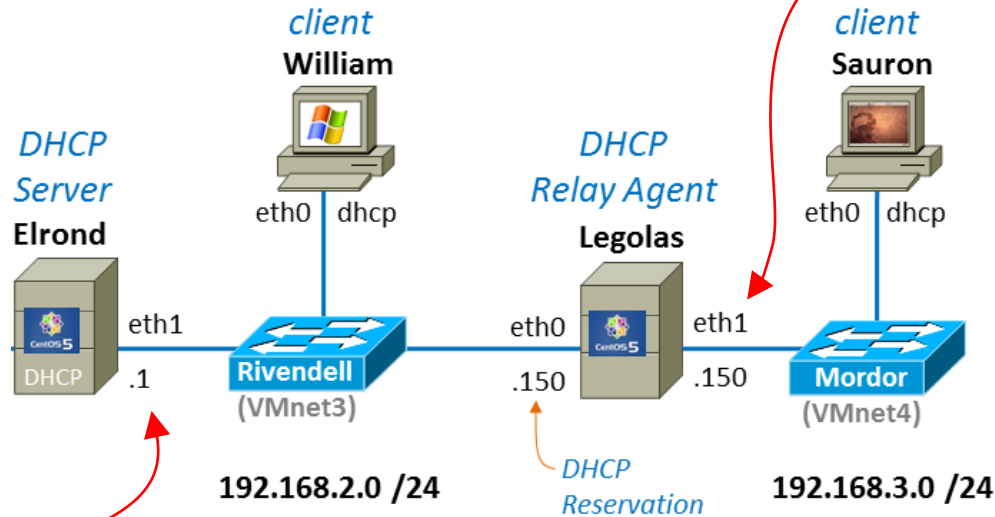 client
William
client
Sauron
DHCP
Server
Elrond
eth0 dhcp
DHCP
Relay Agent
Legolas
eth0 dhcp
CentOS 5
DHCP
eth1
.1
Rivendell
(VMnet3)
eth0
.150
CentOS 5
eth1
.150
Mordor
(VMnet4)
192.168.2.0 /24
DHCP
Reservation
192.168.3.0 /24